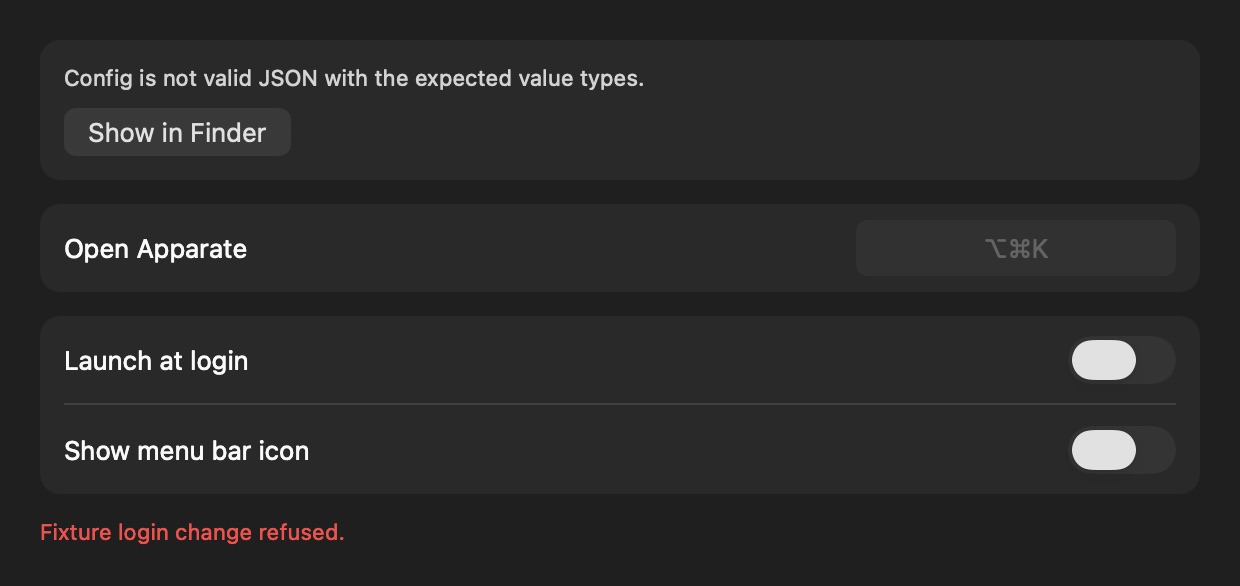 Config is not valid JSON with the expected value types.
Show in Finder
Open Apparate
⌥⌘K
Launch at login
Show menu bar icon
Fixture login change refused.